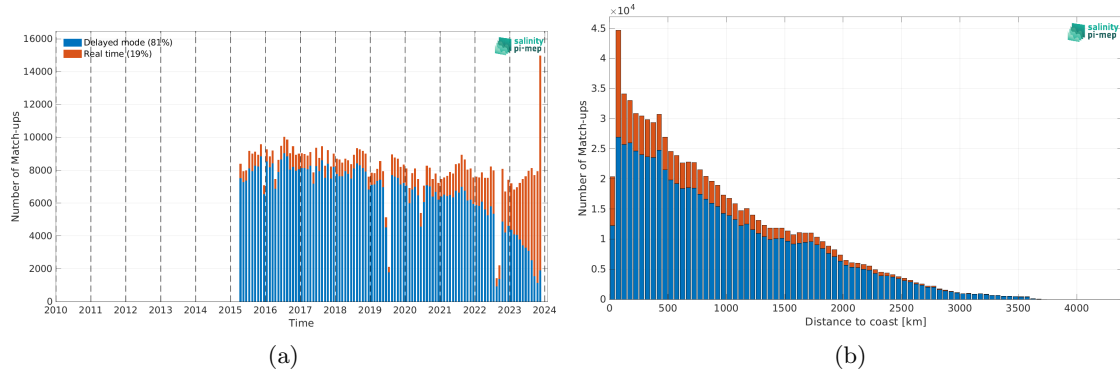 salinity
pi-mep
Delayed mode (81%)
Real time (19%)
Number of Match-ups
16000
14000
12000
10000
8000
6000
4000
2000
0
2010 2011 2012 2013 2014 2015 2016 2017 2018 2019 2020 2021 2022 2023 2024
Time
(a)
×10⁴
salinity
pi-mep
Number of Match-ups
4.5
4
3.5
3
2.5
2
1.5
1
0.5
0
0 500 1000 1500 2000 2500 3000 3500 4000
Distance to coast [km]
(b)